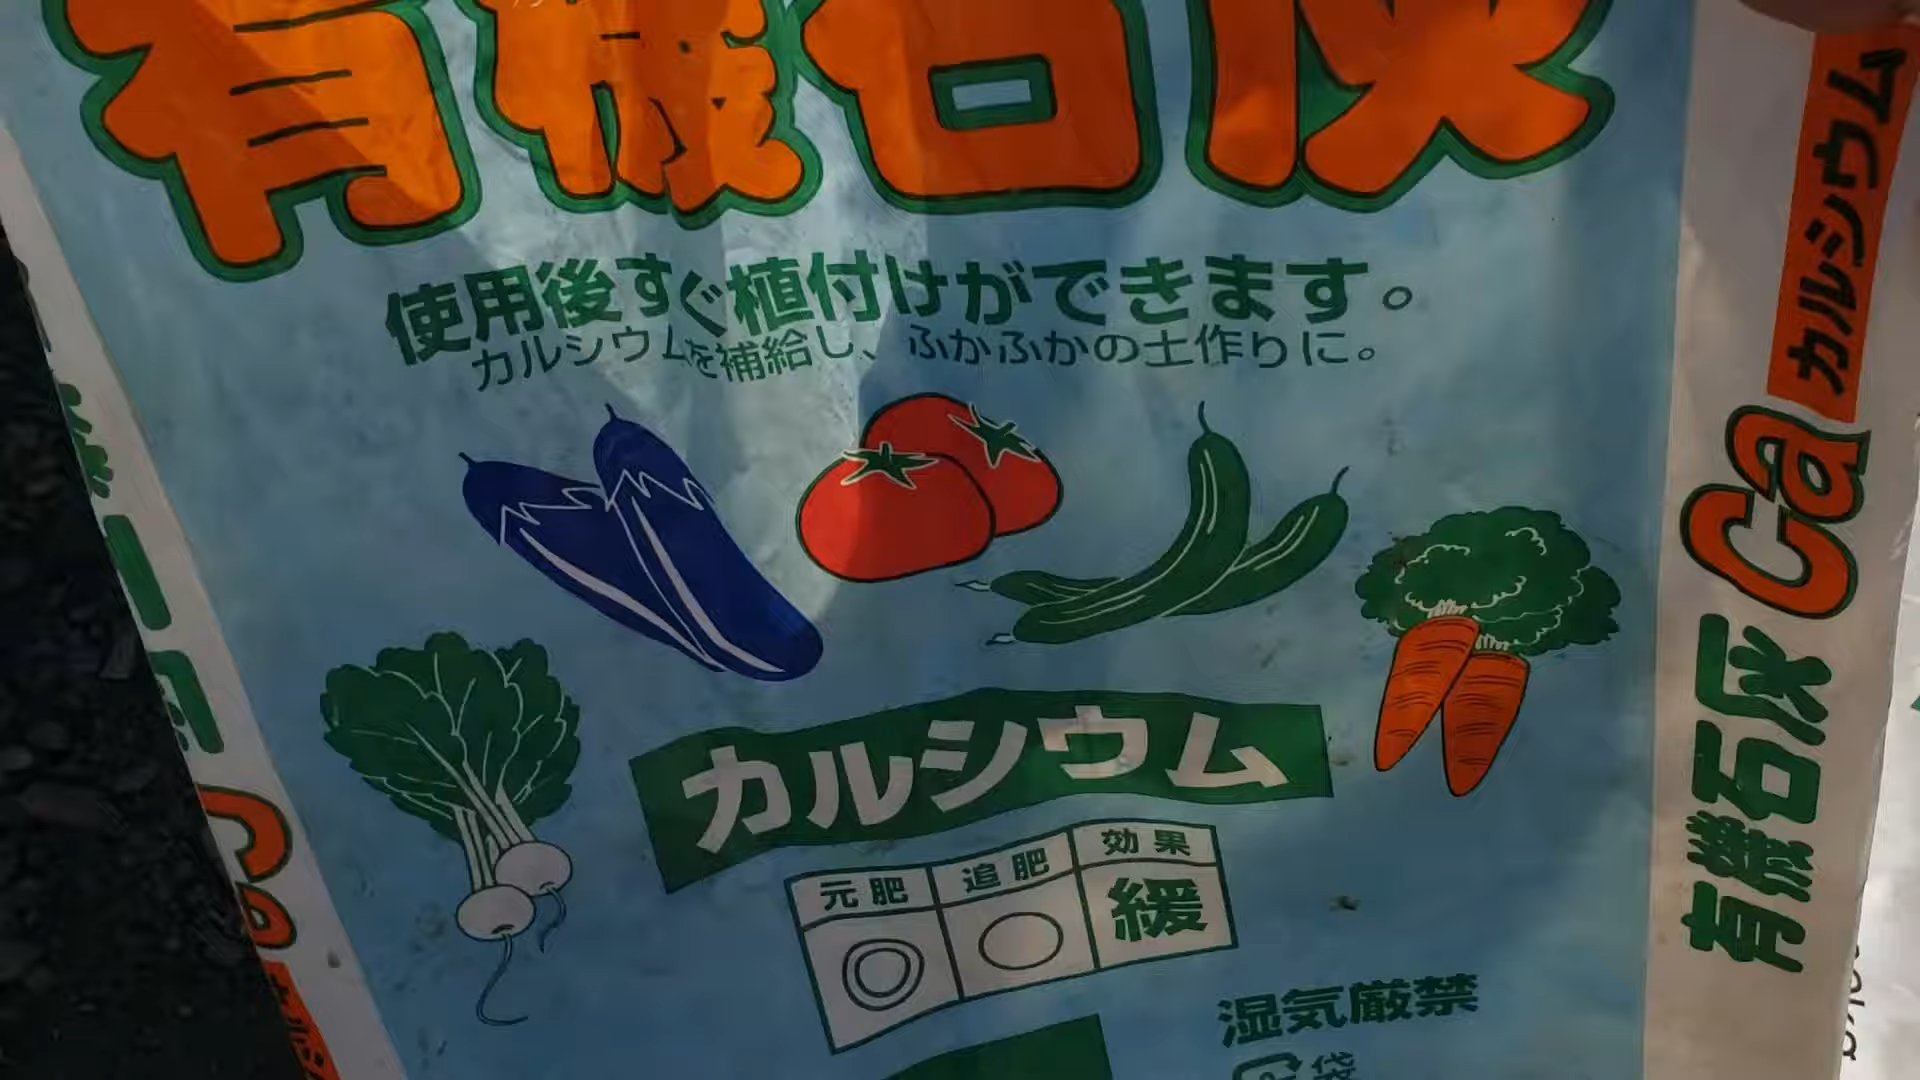 有機石灰
使用後すぐ植付けができます。
カルシウムを補給し、ふかふかの土作りに。
カルシウム
元肥 追肥 効果
◎ ○ 緩
湿気厳禁
袋
カルシウム
Ca
有機石灰